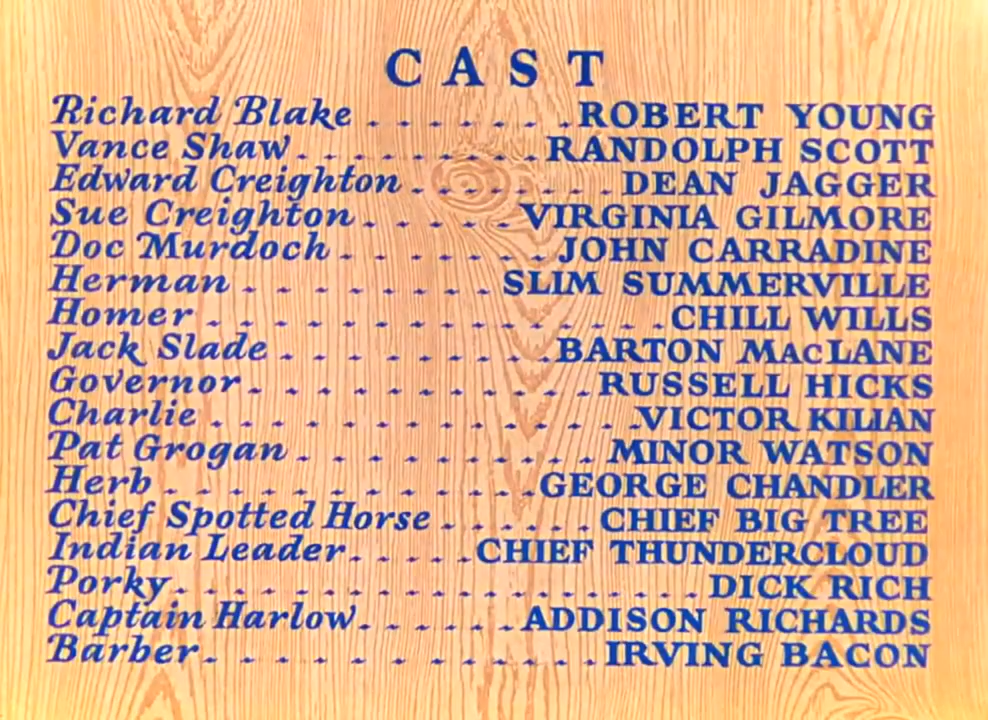 CAST
Richard Blake . . . . . . . ROBERT YOUNG
Vance Shaw . . . . . . . . . RANDOLPH SCOTT
Edward Creighton . . . . . . . DEAN JAGGER
Sue Creighton . . . . . . VIRGINIA GILMORE
Doc Murdoch . . . . . . . . JOHN CARRADINE
Herman . . . . . . . . SLIM SUMMERVILLE
Homer . . . . . . . . . . . . . . CHILL WILLS
Jack Slade . . . . . . . . BARTON MacLANE
Governor . . . . . . . . . . RUSSELL HICKS
Charlie . . . . . . . . . . . . . VICTOR KILIAN
Pat Grogan . . . . . . . . . MINOR WATSON
Herb . . . . . . . . . . . . GEORGE CHANDLER
Chief Spotted Horse . . . . . . CHIEF BIG TREE
Indian Leader . . . . . CHIEF THUNDERCLOUD
Porky . . . . . . . . . . . . . . . . DICK RICH
Captain Harlow . . . . . . ADDISON RICHARDS
Barber . . . . . . . . . . . IRVING BACON